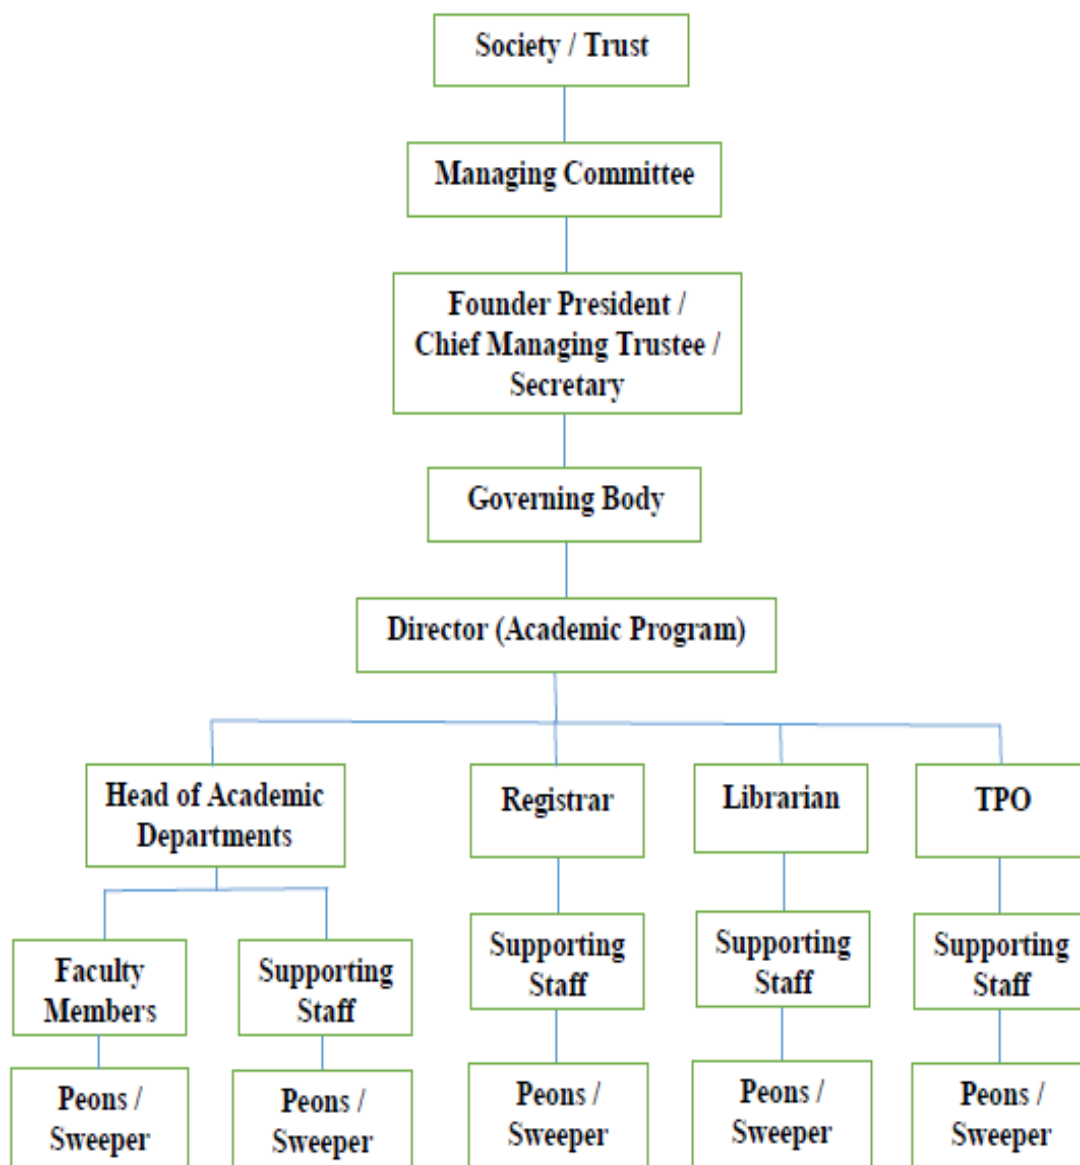 Society / Trust
Managing Committee
Founder President /
Chief Managing Trustee /
Secretary
Governing Body
Director (Academic Program)
Head of Academic
Departments
Registrar
Librarian
TPO
Faculty
Members
Supporting
Staff
Supporting
Staff
Supporting
Staff
Supporting
Staff
Peons /
Sweeper
Peons /
Sweeper
Peons /
Sweeper
Peons /
Sweeper
Peons /
Sweeper